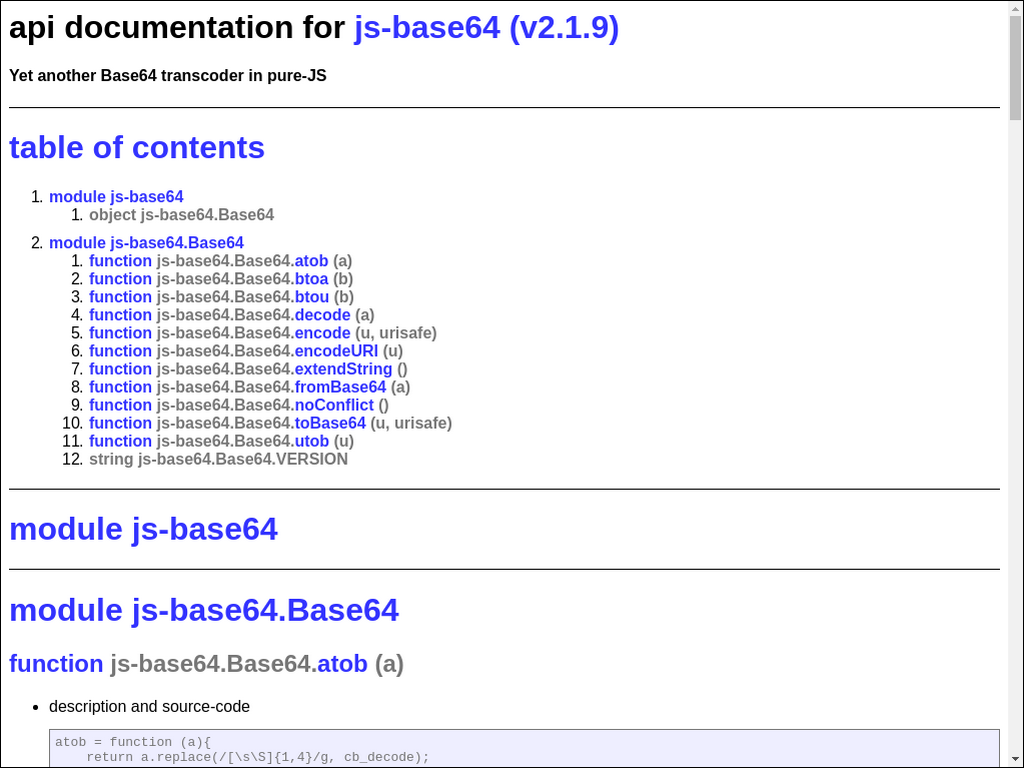 api documentation for js-base64 (v2.1.9)
Yet another Base64 transcoder in pure-JS
table of contents
1. module js-base64
1. object js-base64.Base64
2. module js-base64.Base64
1. function js-base64.Base64.atob (a)
2. function js-base64.Base64.btoa (b)
3. function js-base64.Base64.btou (b)
4. function js-base64.Base64.decode (a)
5. function js-base64.Base64.encode (u, urisafe)
6. function js-base64.Base64.encodeURI (u)
7. function js-base64.Base64.extendString ()
8. function js-base64.Base64.fromBase64 (a)
9. function js-base64.Base64.noConflict ()
10. function js-base64.Base64.toBase64 (u, urisafe)
11. function js-base64.Base64.utob (u)
12. string js-base64.Base64.VERSION
module js-base64
module js-base64.Base64
function js-base64.Base64.atob (a)
• description and source-code
atob = function (a){
    return a.replace(/[\s\S]{1,4}/g, cb_decode);